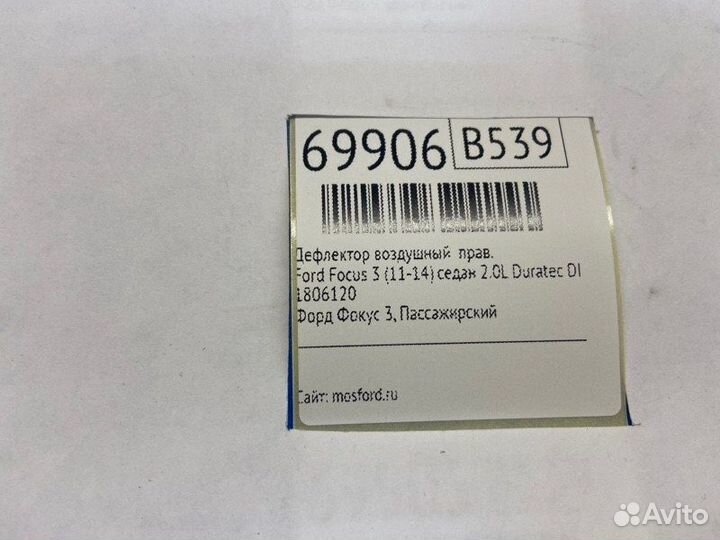 69906 B539
Дефлектор воздушный прав.
Ford Focus 3 (11-14) седан 2.0L Duratec DI
1806120
Форд Фокус 3, Пассажирский
Сайт: mosford.ru
Avito